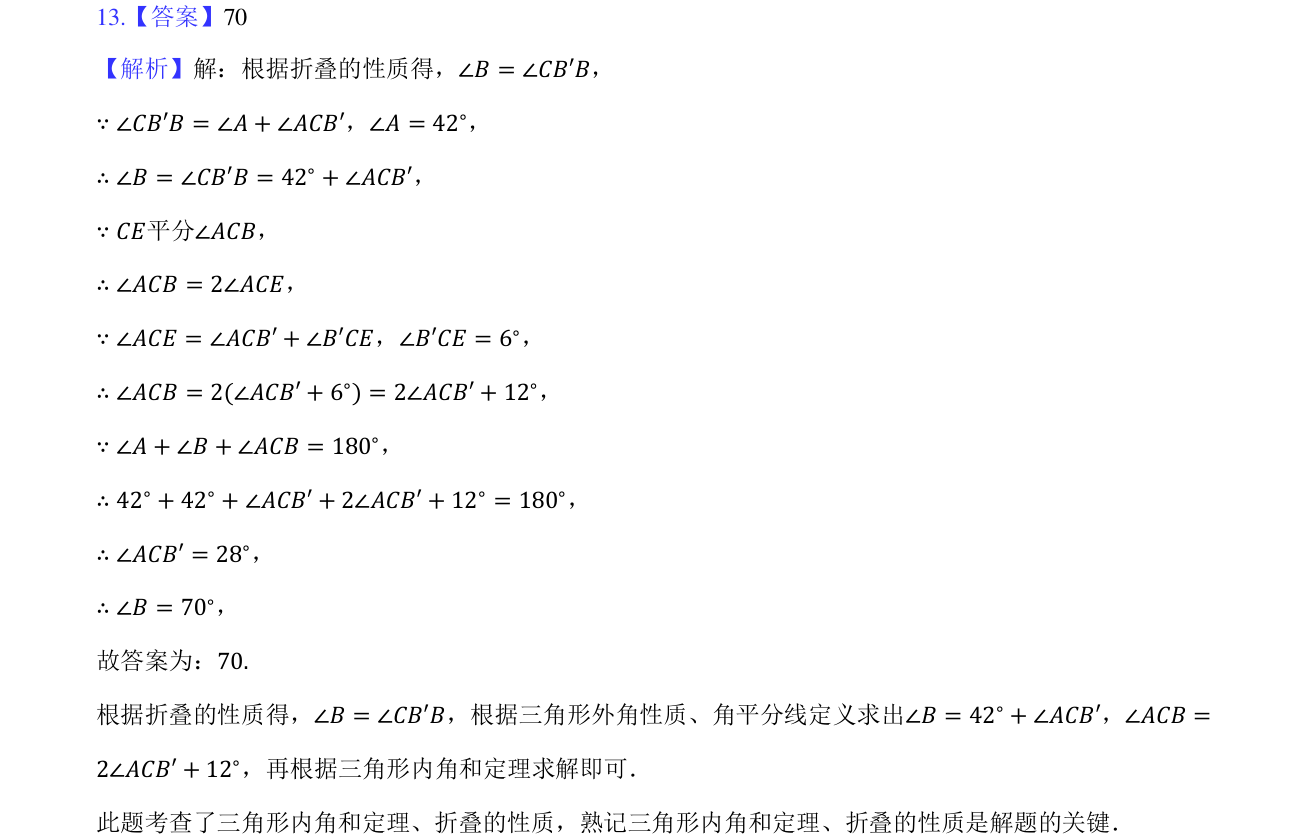 13.【答案】70
【解析】解：根据折叠的性质得，∠B = ∠CB′B，
∵ ∠CB′B = ∠A + ∠ACB′，∠A = 42°，
∴ ∠B = ∠CB′B = 42° + ∠ACB′，
∵ CE平分∠ACB，
∴ ∠ACB = 2∠ACE，
∵ ∠ACE = ∠ACB′ + ∠B′CE，∠B′CE = 6°，
∴ ∠ACB = 2(∠ACB′ + 6°) = 2∠ACB′ + 12°，
∵ ∠A + ∠B + ∠ACB = 180°，
∴ 42° + 42° + ∠ACB′ + 2∠ACB′ + 12° = 180°，
∴ ∠ACB′ = 28°，
∴ ∠B = 70°，
故答案为：70.
根据折叠的性质得，∠B = ∠CB′B，根据三角形外角性质、角平分线定义求出∠B = 42° + ∠ACB′，∠ACB =
2∠ACB′ + 12°，再根据三角形内角和定理求解即可．
此题考查了三角形内角和定理、折叠的性质，熟记三角形内角和定理、折叠的性质是解题的关键．